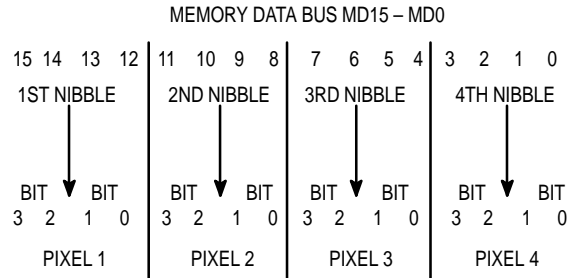 MEMORY DATA BUS MD15 – MD0
15 14 13 12 11 10 9 8 7 6 5 4 3 2 1 0
1ST NIBBLE 2ND NIBBLE 3RD NIBBLE 4TH NIBBLE
BIT BIT BIT BIT BIT BIT BIT BIT
3 2 1 0 3 2 1 0 3 2 1 0 3 2 1 0
PIXEL 1 PIXEL 2 PIXEL 3 PIXEL 4